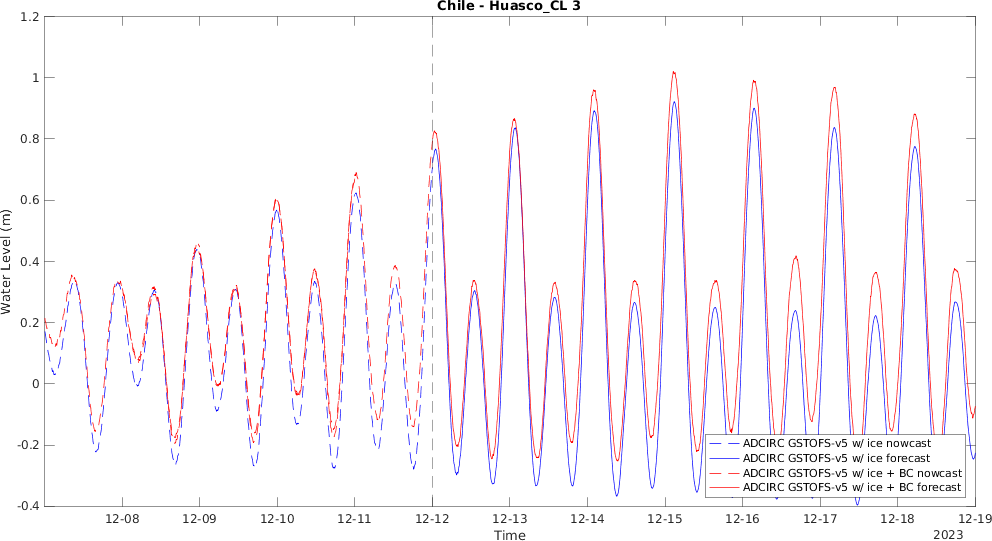 Chile - Huasco_CL 3
Water Level (m)
1.2
1
0.8
0.6
0.4
0.2
0
-0.2
-0.4
ADCIRC GSTOFS-v5 w/ ice nowcast
ADCIRC GSTOFS-v5 w/ ice forecast
ADCIRC GSTOFS-v5 w/ ice + BC nowcast
ADCIRC GSTOFS-v5 w/ ice + BC forecast
12-08 12-09 12-10 12-11 12-12 12-13 12-14 12-15 12-16 12-17 12-18 12-19
Time
2023